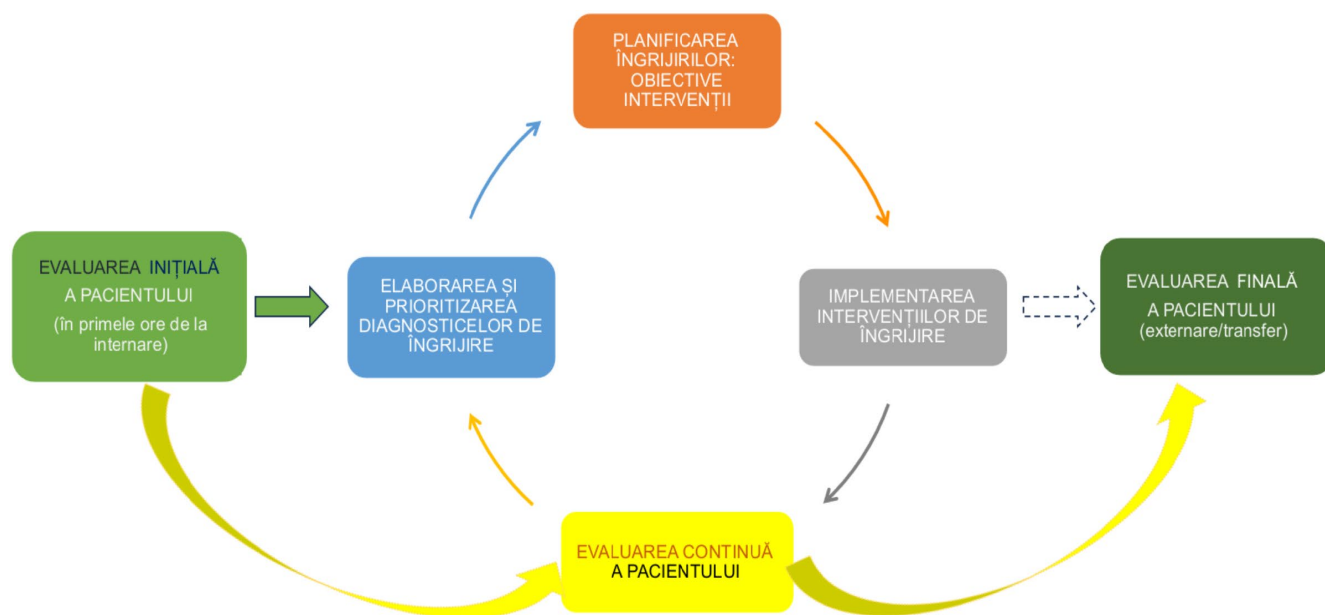 PLANIFICAREA
ÎNGRIJIRILOR:
OBIECTIVE
INTERVENȚII
EVALUAREA INIȚIALĂ
A PACIENTULUI
(în primele ore de la
internare)
ELABORAREA ȘI
PRIORITIZAREA
DIAGNOSTICELOR DE
ÎNGRIJIRE
IMPLEMENTAREA
INTERVENȚIILOR DE
ÎNGRIJIRE
EVALUAREA FINALĂ
A PACIENTULUI
(externare/transfer)
EVALUAREA CONTINUĂ
A PACIENTULUI